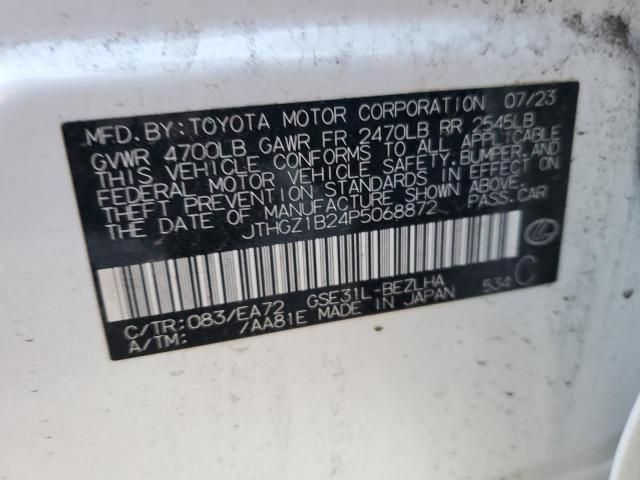 MFD. BY: TOYOTA MOTOR CORPORATION 07/23
GVWR 4700LB GAWR FR 2470LB RR 2545LB
THIS VEHICLE CONFORMS TO ALL APPLICABLE
FEDERAL MOTOR VEHICLE SAFETY, BUMPER, AND
THEFT PREVENTION STANDARDS IN EFFECT ON
THE DATE OF MANUFACTURE SHOWN ABOVE.
JTHGZ1B24P5068872 PASS. CAR
C/TR: 083/EA72 GSE31L-BEZLHA 534 C
A/TM: /AA81E MADE IN JAPAN